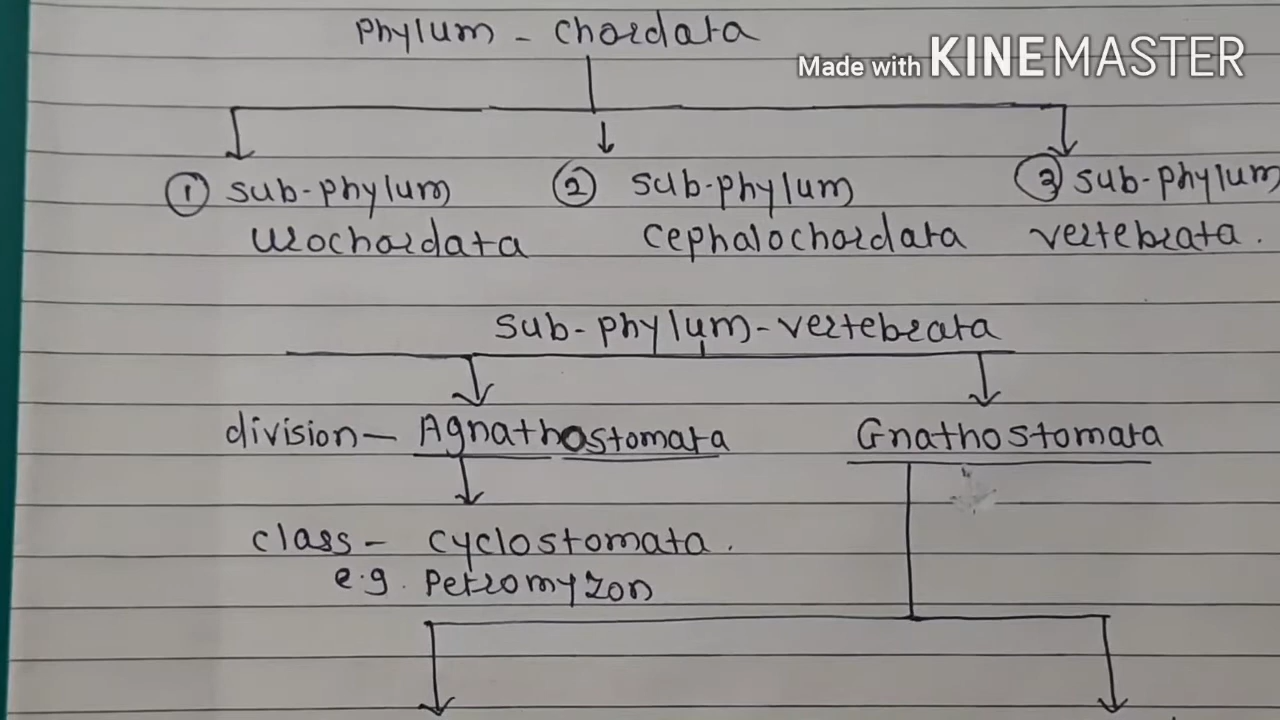 Phylum - chordata
Made with KINEMASTER
① sub-phylum urochordata
② sub-phylum cephalochordata
③ sub-phylum vertebrata.
sub-phylum-vertebrata
division- Agnathostomata
Gnathostomata
class- cyclostomata.
e.g. Petromyzon